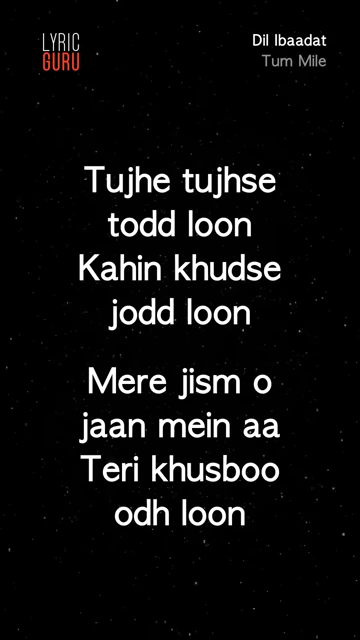 LYRIC
GURU
Dil Ibaadat
Tum Mile
Tujhe tujhse
todd loon
Kahin khudse
jodd loon
Mere jism o
jaan mein aa
Teri khusboo
odh loon